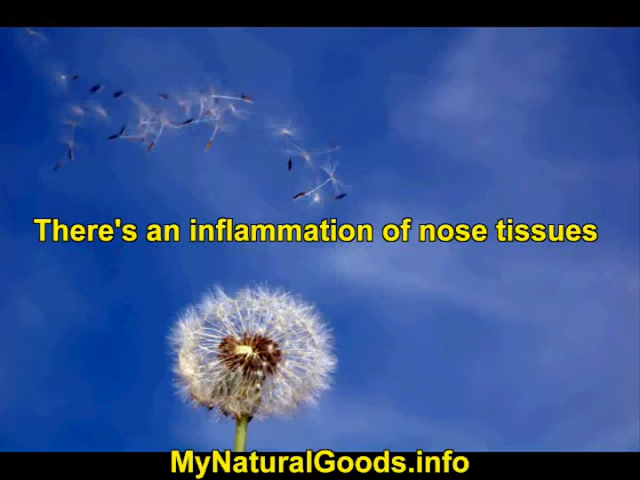 There's an inflammation of nose tissues
MyNaturalGoods.info